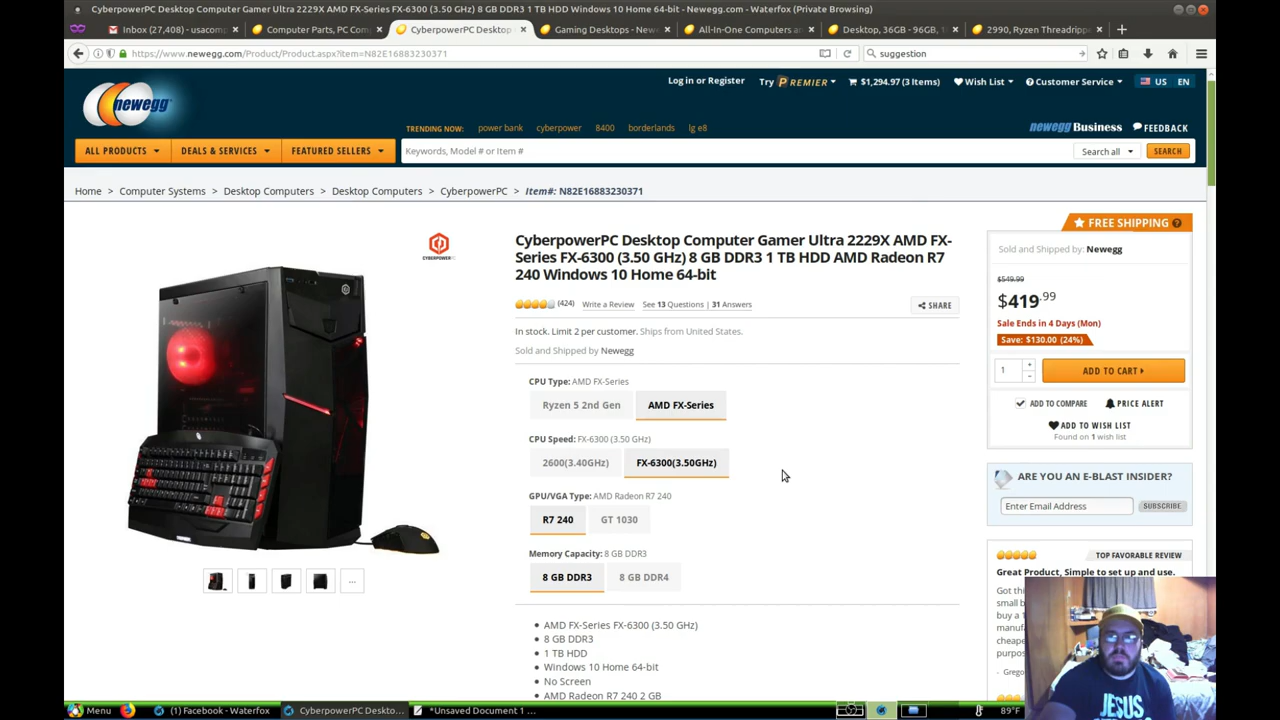 CyberpowerPC Desktop Computer Gamer Ultra 2229X AMD FX-Series FX-6300 (3.50 GHz) 8 GB DDR3 1 TB HDD Windows 10 Home 64-bit - Newegg.com - Waterfox (Private Browsing)
Inbox (27,408) - usacomp
Computer Parts, PC Com
CyberpowerPC Desktop
Gaming Desktops - Newe
All-In-One Computers an
Desktop, 36GB - 96GB, 1
2990, Ryzen Threadripp
https://www.newegg.com/Product/Product.aspx?item=N82E16883230371
suggestion
newegg
Log in or Register
Try PREMIER
$1,294.97 (3 Items)
Wish List
Customer Service
US EN
TRENDING NOW: power bank cyberpower 8400 borderlands lg e8
newegg Business
FEEDBACK
ALL PRODUCTS
DEALS & SERVICES
FEATURED SELLERS
Keywords, Model # or Item #
Search all
SEARCH
Home > Computer Systems > Desktop Computers > Desktop Computers > CyberpowerPC > Item#: N82E16883230371
CYBERPOWERPC
CyberpowerPC Desktop Computer Gamer Ultra 2229X AMD FX-
Series FX-6300 (3.50 GHz) 8 GB DDR3 1 TB HDD AMD Radeon R7
240 Windows 10 Home 64-bit
(424) Write a Review See 13 Questions | 31 Answers
SHARE
In stock. Limit 2 per customer. Ships from United States.
Sold and Shipped by Newegg
CPU Type: AMD FX-Series
Ryzen 5 2nd Gen AMD FX-Series
CPU Speed: FX-6300 (3.50 GHz)
2600(3.40GHz) FX-6300(3.50GHz)
GPU/VGA Type: AMD Radeon R7 240
R7 240 GT 1030
Memory Capacity: 8 GB DDR3
8 GB DDR3 8 GB DDR4
AMD FX-Series FX-6300 (3.50 GHz)
8 GB DDR3
1 TB HDD
Windows 10 Home 64-bit
No Screen
AMD Radeon R7 240 2 GB
FREE SHIPPING
Sold and Shipped by: Newegg
$549.99
$419.99
Sale Ends in 4 Days (Mon)
Save: $130.00 (24%)
1
ADD TO CART
ADD TO COMPARE
PRICE ALERT
ADD TO WISH LIST
Found on 1 wish list
ARE YOU AN E-BLAST INSIDER?
Enter Email Address
SUBSCRIBE
TOP FAVORABLE REVIEW
Great Product, Simple to set up and use.
Got thi
small b
buy a 1
manufa
cheape
purpos
- Grego
JESUS
Menu
(1) Facebook - Waterfox
CyberpowerPC Deskto...
*Unsaved Document 1 ...
89°F